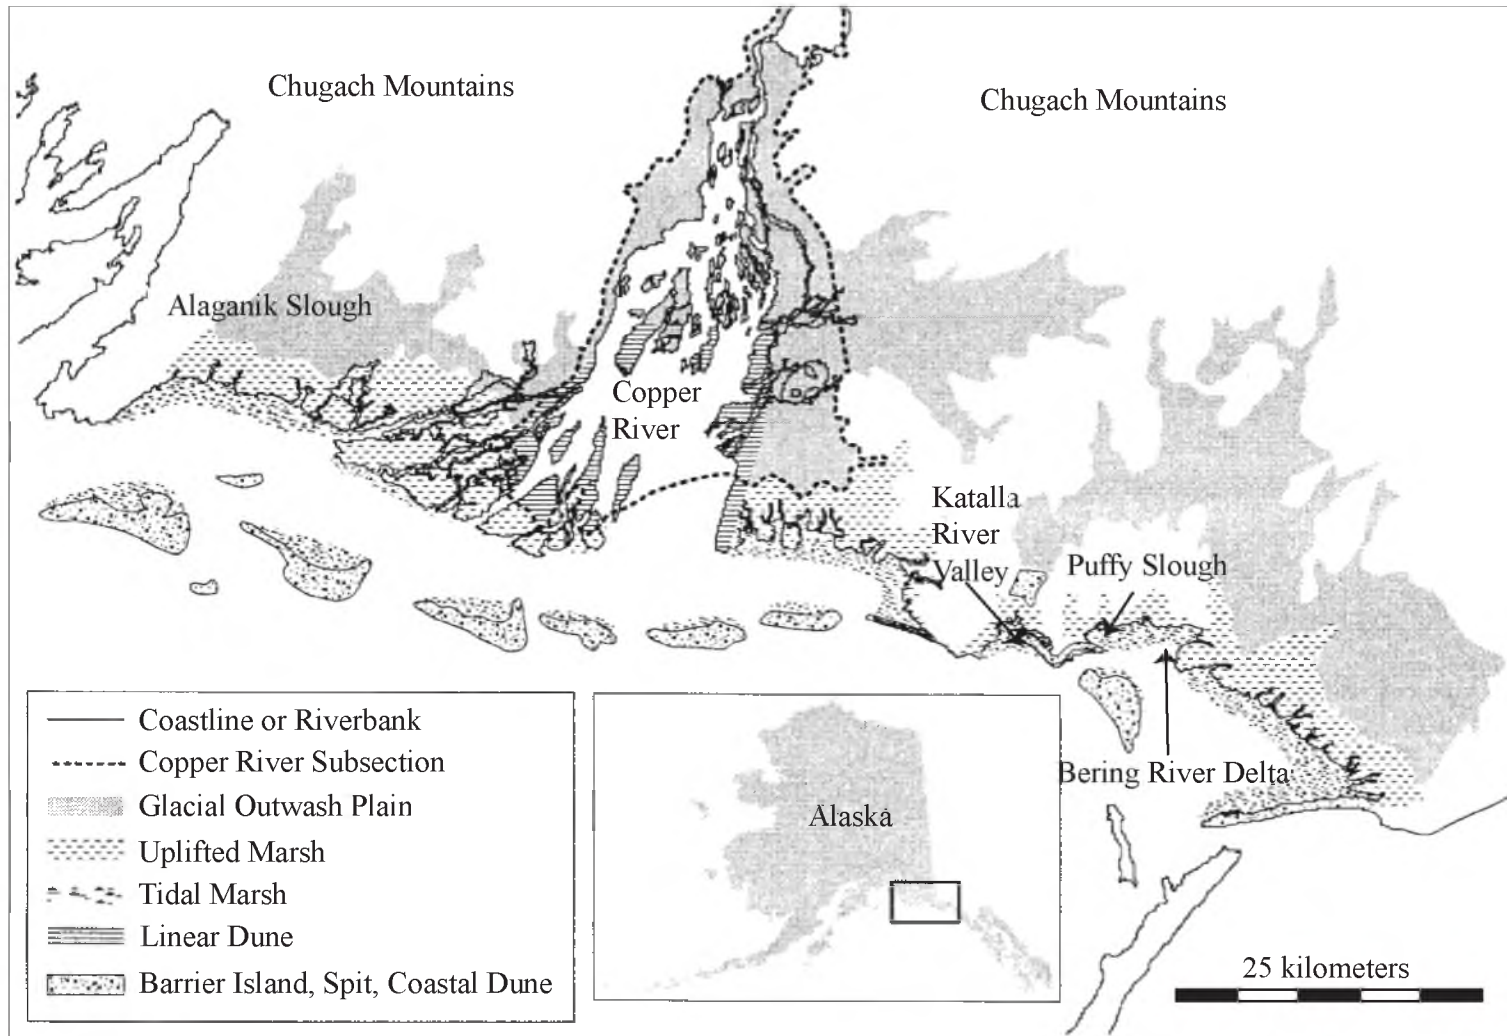 Chugach Mountains
Chugach Mountains
Alaganik Slough
Copper
River
Katalla
River
Valley
Puffy Slough
Bering River Delta
Coastline or Riverbank
Copper River Subsection
Glacial Outwash Plain
Uplifted Marsh
Tidal Marsh
Linear Dune
Barrier Island, Spit, Coastal Dune
Alaska
25 kilometers